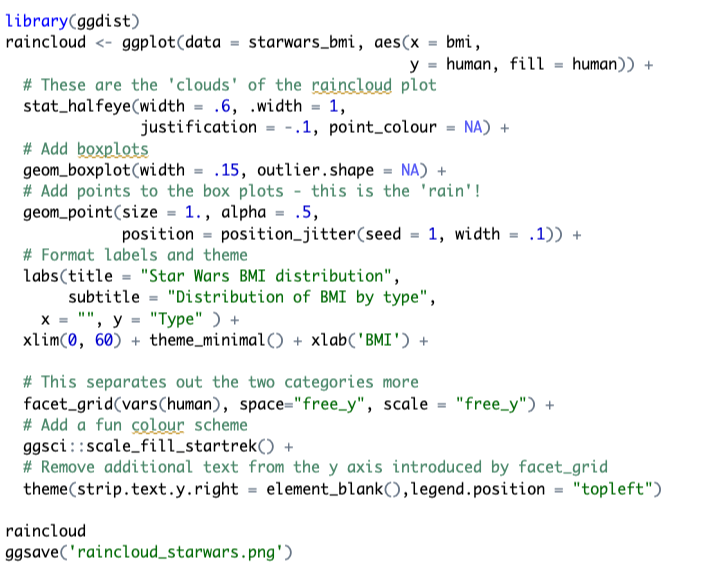 library(ggdist)
raincloud <- ggplot(data = starwars_bmi, aes(x = bmi,
                                         y = human, fill = human)) +
  # These are the 'clouds' of the raincloud plot
  stat_halfeye(width = .6, .width = 1,
              justification = -.1, point_colour = NA) +
  # Add boxplots
  geom_boxplot(width = .15, outlier.shape = NA) +
  # Add points to the box plots - this is the 'rain'!
  geom_point(size = 1., alpha = .5,
            position = position_jitter(seed = 1, width = .1)) +
  # Format labels and theme
  labs(title = "Star Wars BMI distribution",
       subtitle = "Distribution of BMI by type",
    x = "", y = "Type" ) +
  xlim(0, 60) + theme_minimal() + xlab('BMI') +

  # This separates out the two categories more
  facet_grid(vars(human), space="free_y", scale = "free_y") +
  # Add a fun colour scheme
  ggsci::scale_fill_startrek() +
  # Remove additional text from the y axis introduced by facet_grid
  theme(strip.text.y.right = element_blank(),legend.position = "topleft")

raincloud
ggsave('raincloud_starwars.png')